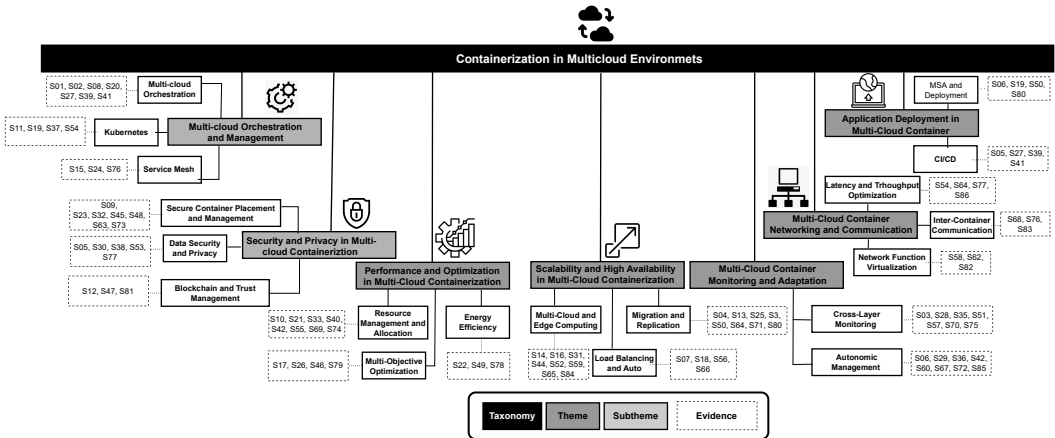 Containerization in Multicloud Environmets
S01, S02, S08, S20,
S27, S39, S41
Multi-cloud
Orchestration
S11, S19, S37, S54
Kubernetes
Multi-cloud Orchestration
and Management
S15, S24, S76
Service Mesh
MSA and
Deployment
S06, S19, S50,
S80
Application Deployment in
Multi-Cloud Container
CI/CD
S05, S27, S39,
S41
Latency and Trhoughput
Optimization
S54, S64, S77,
S86
Multi-Cloud Container
Networking and Communication
Inter-Container
Communication
S68, S76,
S83
Network Function
Virtualization
S58, S62,
S82
S09,
S23, S32, S45, S48,
S63, S73
Secure Container Placement
and Management
S05, S30, S38, S53,
S77
Data Security
and Privacy
Security and Privacy in Multi-
cloud Containeriztion
S12, S47, S81
Blockchain and Trust
Management
Performance and Optimization
in Multi-Cloud Containerization
S10, S21, S33, S40,
S42, S55, S69, S74
Resource
Management and
Allocation
Energy
Efficiency
S17, S26, S46, S79
Multi-Objective
Optimization
S22, S49, S78
Scalability and High Availability
in Multi-Cloud Containerization
Multi-Cloud and
Edge Computing
Migration and
Replication
S04, S13, S25, S3,
S50, S64, S71, S80
S14, S16, S31,
S44, S52, S59,
S65, S84
Load Balancing
and Auto
S07, S18, S56,
S66
Multi-Cloud Container
Monitoring and Adaptation
Cross-Layer
Monitoring
S03, S28, S35, S51,
S57, S70, S75
Autonomic
Management
S06, S29, S36, S42,
S60, S67, S72, S85
Taxonomy
Theme
Subtheme
Evidence